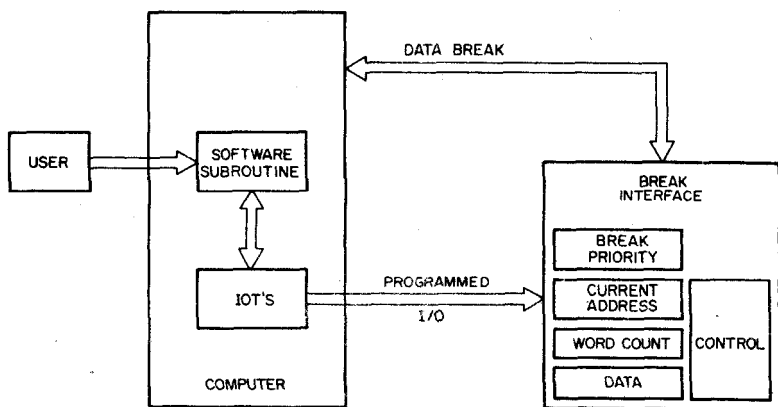 DATA BREAK
USER
SOFTWARE
SUBROUTINE
IOT'S
COMPUTER
PROGRAMMED
I/O
BREAK
INTERFACE
BREAK
PRIORITY
CURRENT
ADDRESS
WORD COUNT
DATA
CONTROL